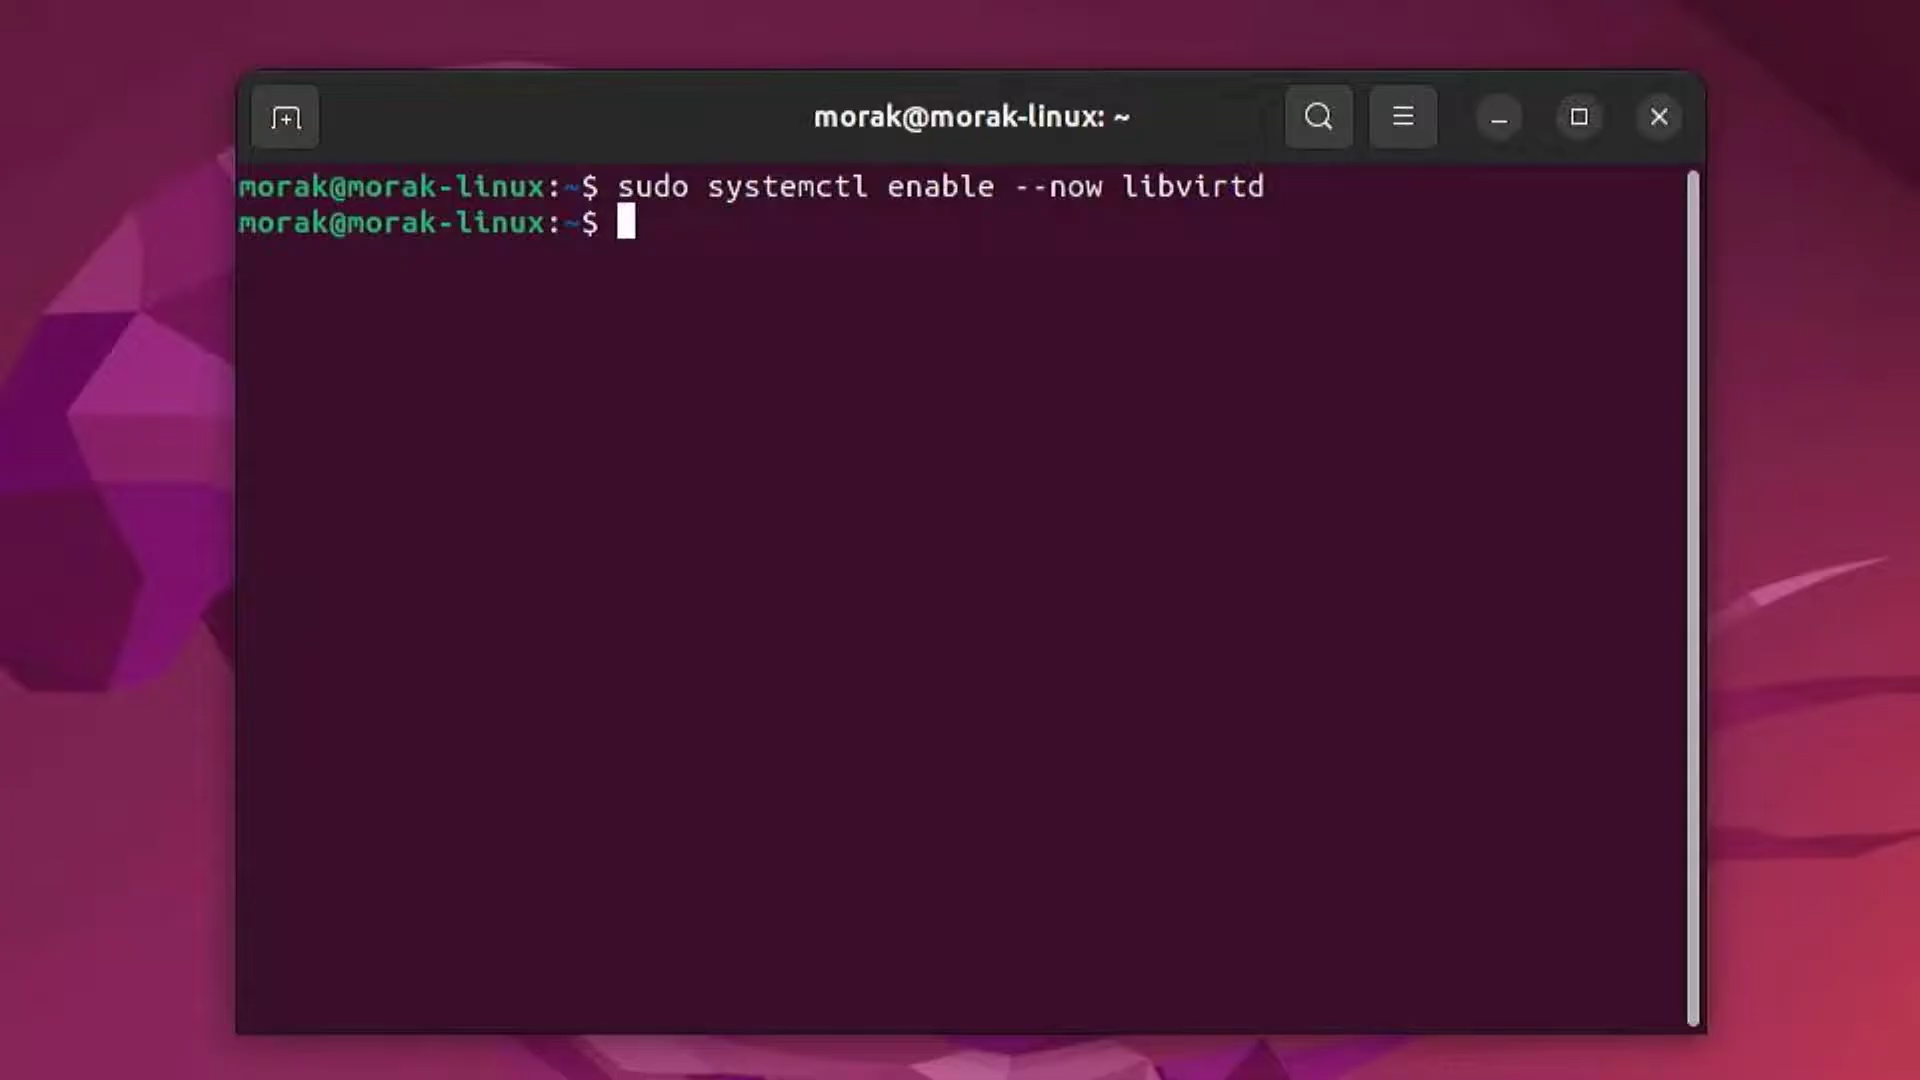 morak@morak-linux: ~
morak@morak-linux:~$ sudo systemctl enable --now libvirtd
morak@morak-linux:~$